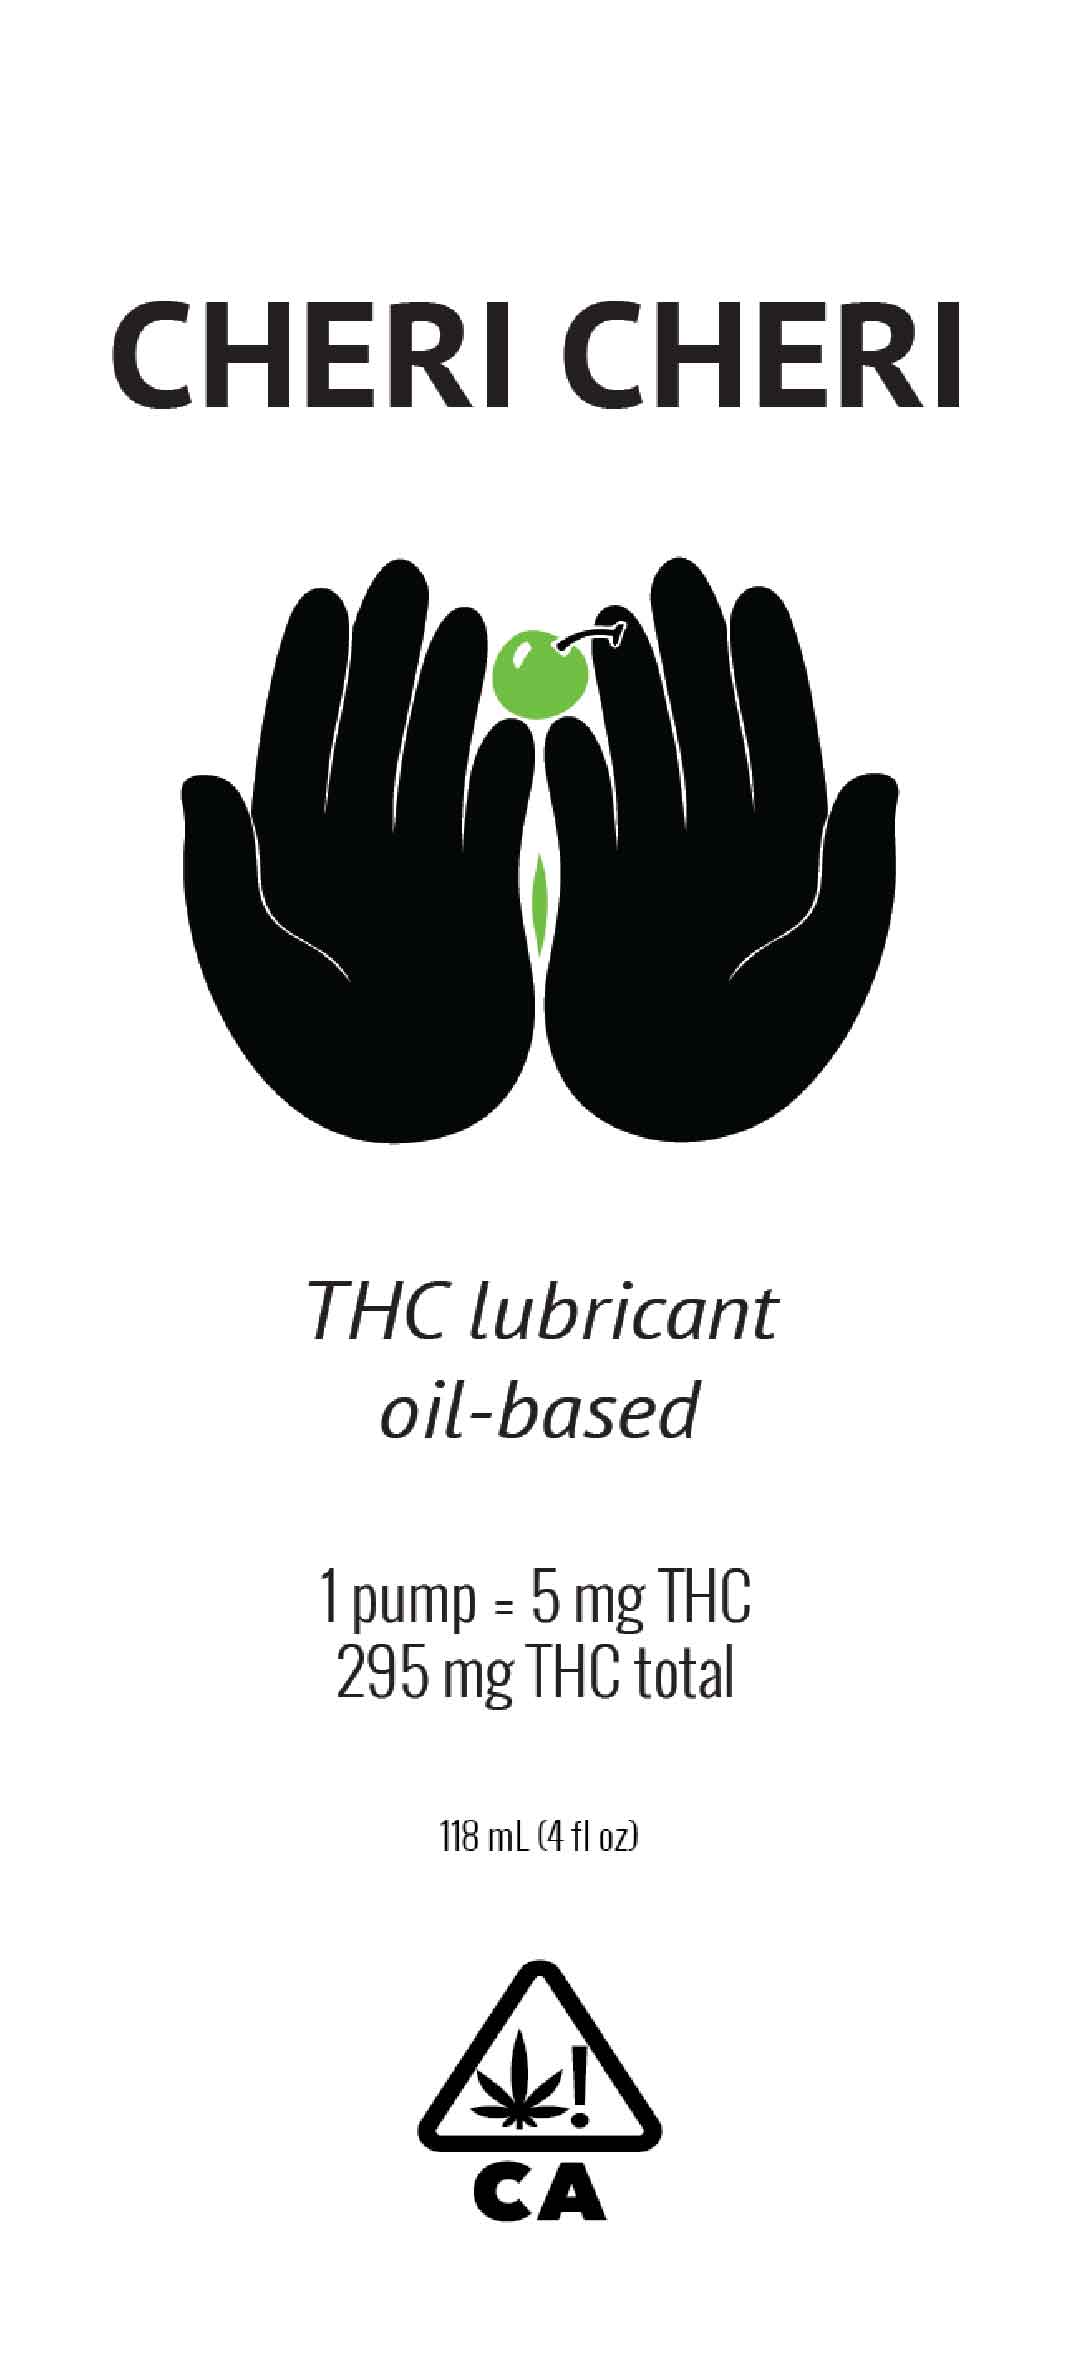 CHERI CHERI
THC lubricant
oil-based
1 pump = 5 mg THC
295 mg THC total
118 mL (4 fl oz)
!
CA